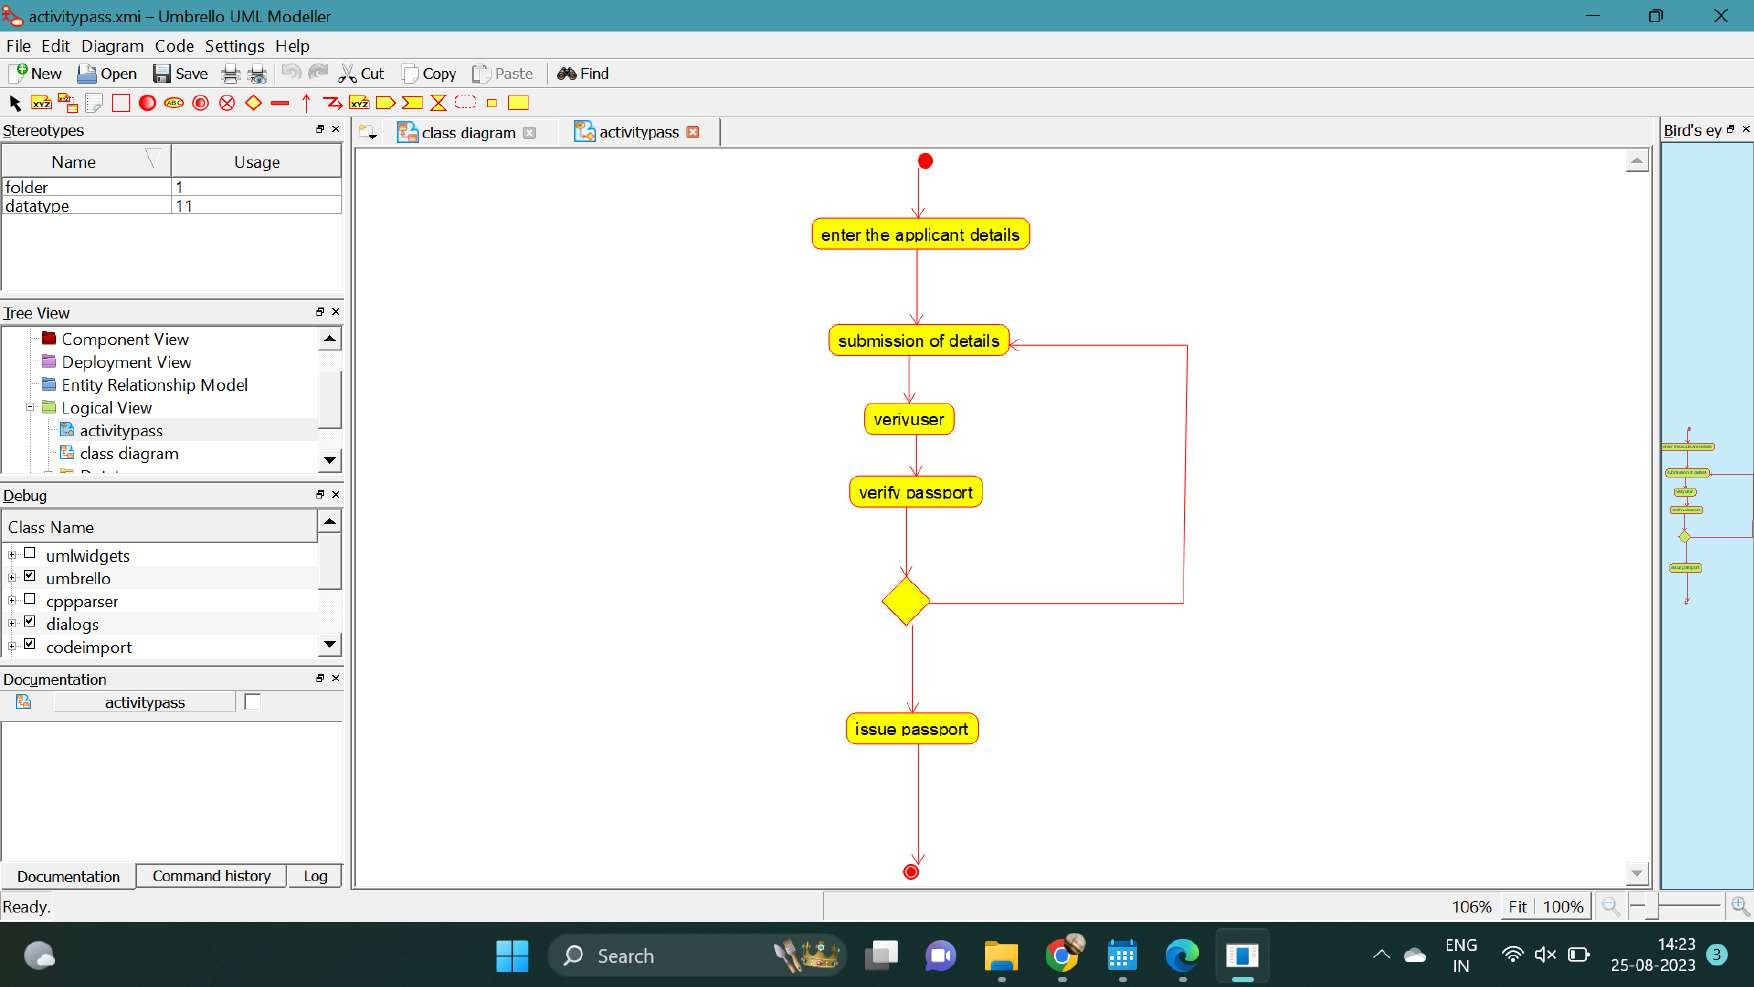 activitypass.xmi – Umbrello UML Modeller
File Edit Diagram Code Settings Help
New Open Save Cut Copy Paste Find
XYZ ABC XYZ
Stereotypes
Name Usage
folder 1
datatype 11
Tree View
Component View
Deployment View
Entity Relationship Model
Logical View
activitypass
class diagram
Debug
Class Name
umlwidgets
umbrello
cppparser
dialogs
codeimport
Documentation
activitypass
Documentation Command history Log
Ready.
class diagram activitypass
enter the applicant details
submission of details
verivuser
verify passport
issue passport
Bird's ey
106% Fit 100%
Search
ENG
IN
14:23
25-08-2023
3